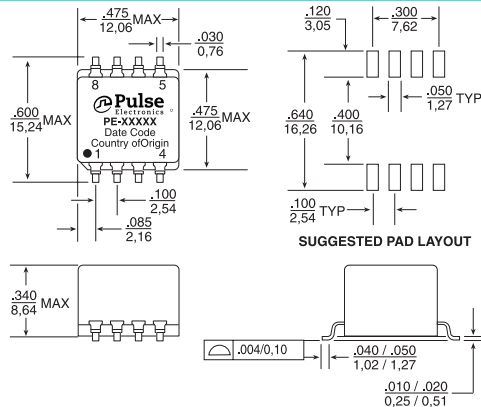 .475
12,06 MAX
.030
0,76
8 5
.600
15,24 MAX
Pulse
Electronics
PE-XXXXX
Date Code
Country ofOrigin
1 4
.475
12,06 MAX
.100
2,54
.085
2,16
.120
3,05
.300
7,62
.050
1,27 TYP
.640
16,26
.400
10,16
.100
2,54 TYP
SUGGESTED PAD LAYOUT
.340
8,64 MAX
.004/0,10
.040 / .050
1,02 / 1,27
.010 / .020
0,25 / 0,51